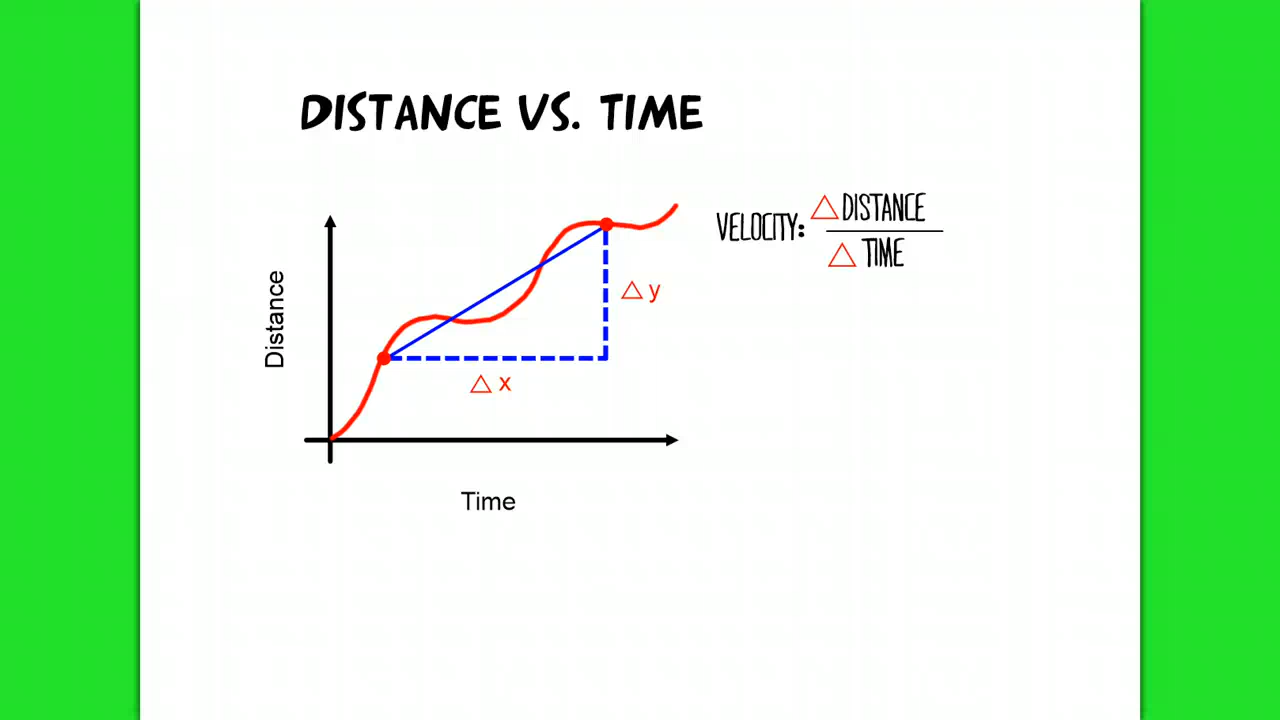 DISTANCE VS. TIME
VELOCITY: △ DISTANCE
△ TIME
Distance
△ y
△ x
Time